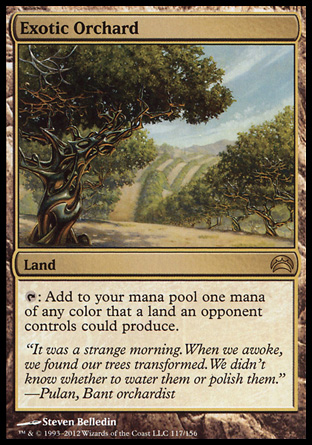 Exotic Orchard
Land
: Add to your mana pool one mana
of any color that a land an opponent
controls could produce.
“It was a strange morning. When we awoke,
we found our trees transformed. We didn’t
know whether to water them or polish them.”
—Pulan, Bant orchardist
Steven Belledin
™ & © 1993–2012 Wizards of the Coast LLC 117/156